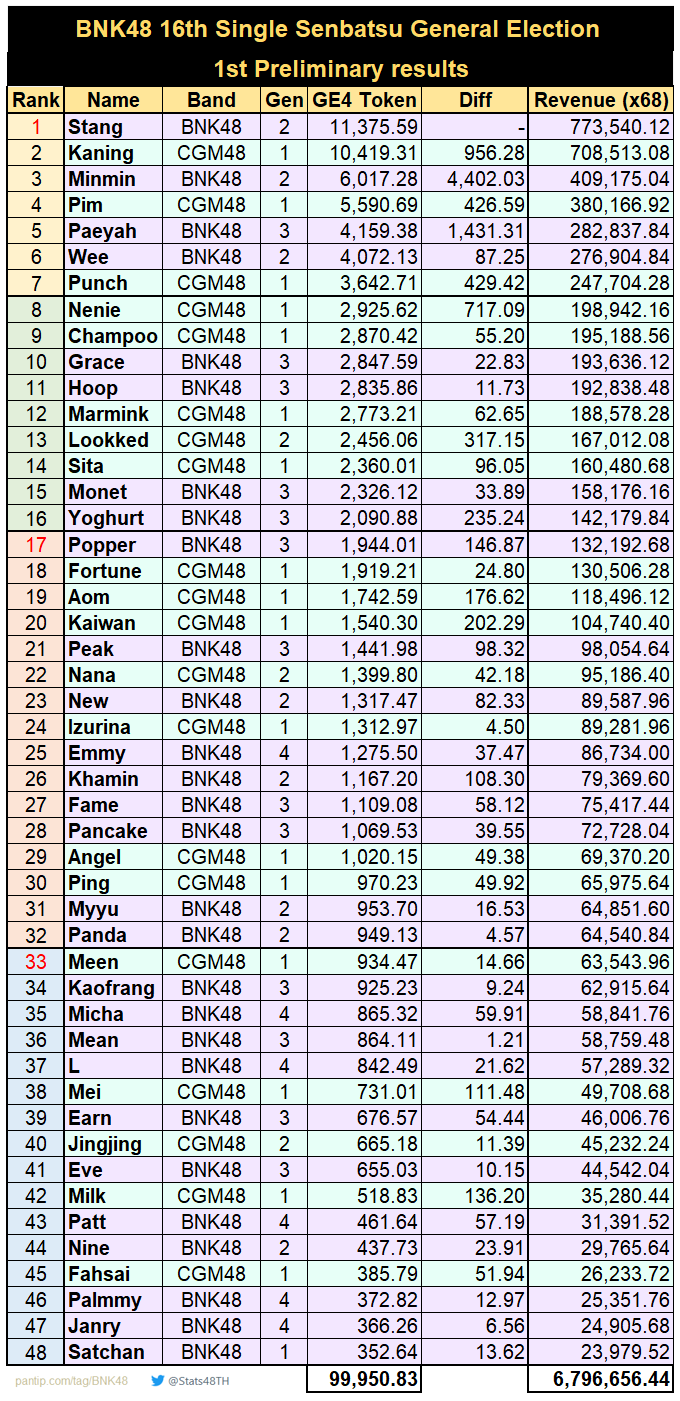 BNK48 16th Single Senbatsu General Election
1st Preliminary results
Rank Name Band Gen GE4 Token Diff Revenue (x68)
1 Stang BNK48 2 11,375.59 - 773,540.12
2 Kaning CGM48 1 10,419.31 956.28 708,513.08
3 Minmin BNK48 2 6,017.28 4,402.03 409,175.04
4 Pim CGM48 1 5,590.69 426.59 380,166.92
5 Paeyah BNK48 3 4,159.38 1,431.31 282,837.84
6 Wee BNK48 2 4,072.13 87.25 276,904.84
7 Punch CGM48 1 3,642.71 429.42 247,704.28
8 Nenie CGM48 1 2,925.62 717.09 198,942.16
9 Champoo CGM48 1 2,870.42 55.20 195,188.56
10 Grace BNK48 3 2,847.59 22.83 193,636.12
11 Hoop BNK48 3 2,835.86 11.73 192,838.48
12 Marmink CGM48 1 2,773.21 62.65 188,578.28
13 Lookked CGM48 2 2,456.06 317.15 167,012.08
14 Sita CGM48 1 2,360.01 96.05 160,480.68
15 Monet BNK48 3 2,326.12 33.89 158,176.16
16 Yoghurt BNK48 3 2,090.88 235.24 142,179.84
17 Popper BNK48 3 1,944.01 146.87 132,192.68
18 Fortune CGM48 1 1,919.21 24.80 130,506.28
19 Aom CGM48 1 1,742.59 176.62 118,496.12
20 Kaiwan CGM48 1 1,540.30 202.29 104,740.40
21 Peak BNK48 3 1,441.98 98.32 98,054.64
22 Nana CGM48 2 1,399.80 42.18 95,186.40
23 New BNK48 2 1,317.47 82.33 89,587.96
24 Izurina CGM48 1 1,312.97 4.50 89,281.96
25 Emmy BNK48 4 1,275.50 37.47 86,734.00
26 Khamin BNK48 2 1,167.20 108.30 79,369.60
27 Fame BNK48 3 1,109.08 58.12 75,417.44
28 Pancake BNK48 3 1,069.53 39.55 72,728.04
29 Angel CGM48 1 1,020.15 49.38 69,370.20
30 Ping CGM48 1 970.23 49.92 65,975.64
31 Myyu BNK48 2 953.70 16.53 64,851.60
32 Panda BNK48 2 949.13 4.57 64,540.84
33 Meen CGM48 1 934.47 14.66 63,543.96
34 Kaofrang BNK48 3 925.23 9.24 62,915.64
35 Micha BNK48 4 865.32 59.91 58,841.76
36 Mean BNK48 3 864.11 1.21 58,759.48
37 L BNK48 4 842.49 21.62 57,289.32
38 Mei CGM48 1 731.01 111.48 49,708.68
39 Earn BNK48 3 676.57 54.44 46,006.76
40 Jingjing CGM48 2 665.18 11.39 45,232.24
41 Eve BNK48 3 655.03 10.15 44,542.04
42 Milk CGM48 1 518.83 136.20 35,280.44
43 Patt BNK48 4 461.64 57.19 31,391.52
44 Nine BNK48 2 437.73 23.91 29,765.64
45 Fahsai CGM48 1 385.79 51.94 26,233.72
46 Palmmy BNK48 4 372.82 12.97 25,351.76
47 Janry BNK48 4 366.26 6.56 24,905.68
48 Satchan BNK48 1 352.64 13.62 23,979.52
pantip.com/tag/BNK48 @Stats48TH 99,950.83 6,796,656.44